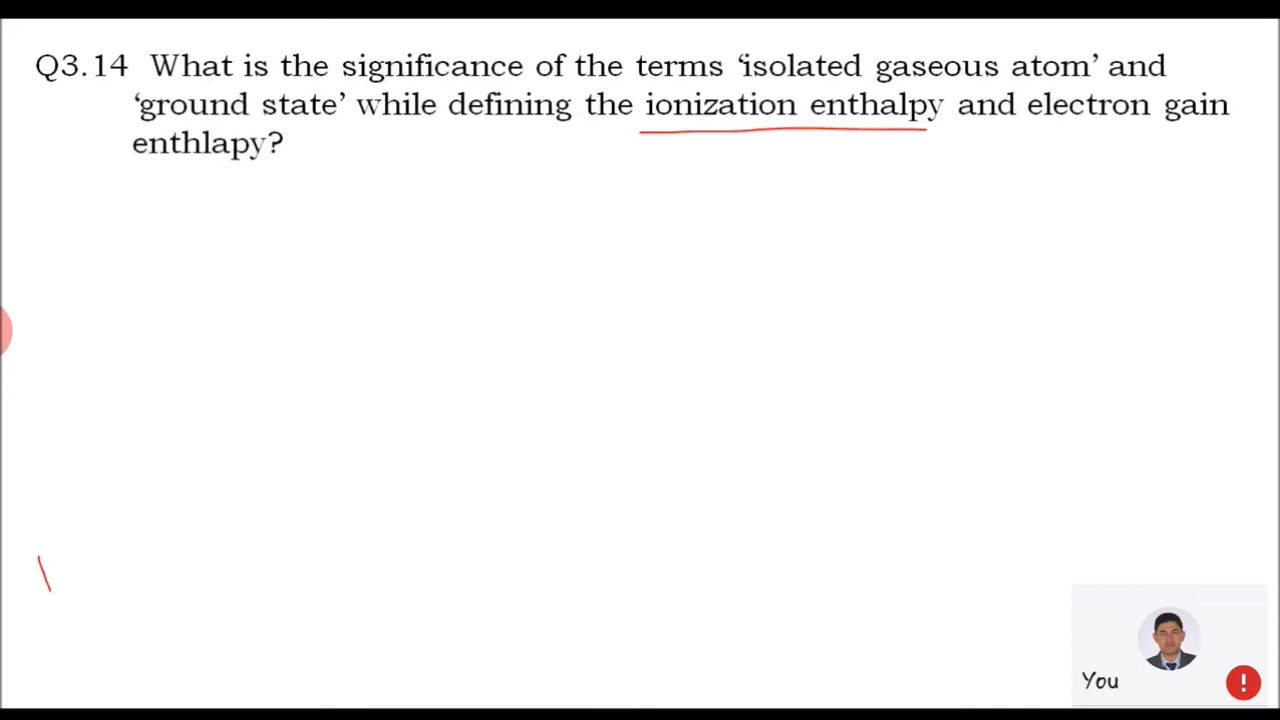 Q3.14 What is the significance of the terms ‘isolated gaseous atom’ and
‘ground state’ while defining the ionization enthalpy and electron gain
enthlapy?
You